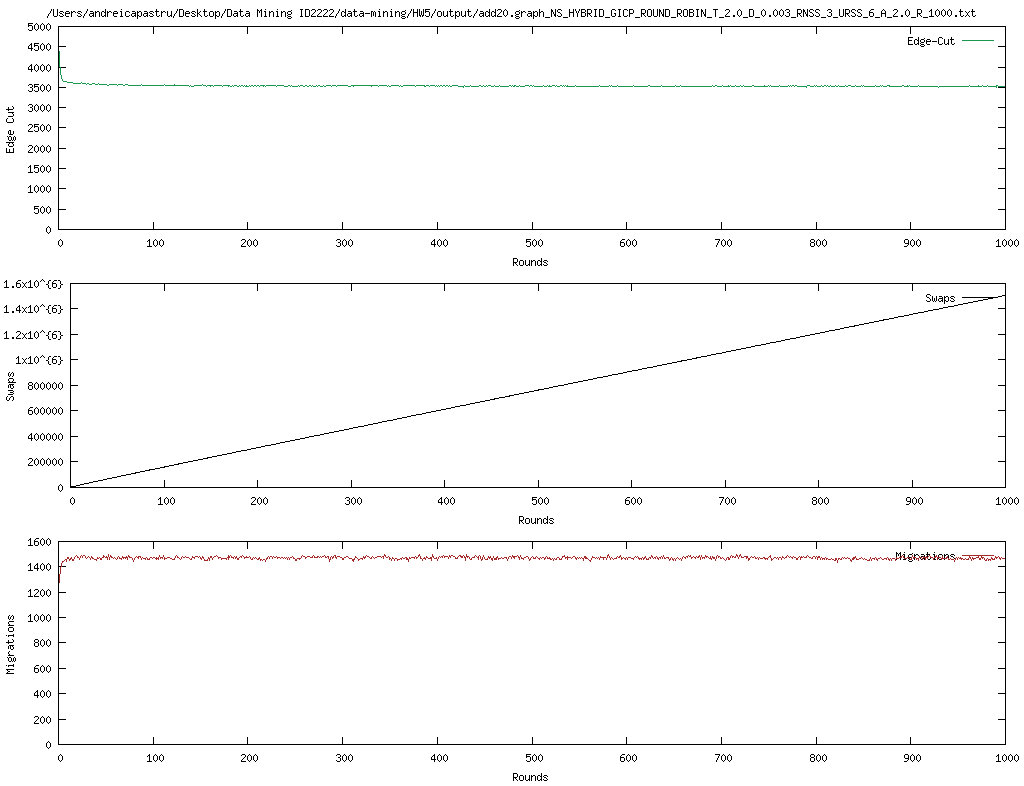 /Users/andreicapastru/Desktop/Data Mining ID2222/data-mining/HW5/output/add20.graph_NS_HYBRID_GICP_ROUND_ROBIN_T_2.0_D_0.003_RNSS_3_URSS_6_A_2.0_R_1000.txt
Edge-Cut
Edge Cut
5000
4500
4000
3500
3000
2500
2000
1500
1000
500
0
0 100 200 300 400 500 600 700 800 900 1000
Rounds
Swaps
Swaps
1.6x10^{6}
1.4x10^{6}
1.2x10^{6}
1x10^{6}
800000
600000
400000
200000
0
0 100 200 300 400 500 600 700 800 900 1000
Rounds
Migrations
Migrations
1600
1400
1200
1000
800
600
400
200
0
0 100 200 300 400 500 600 700 800 900 1000
Rounds